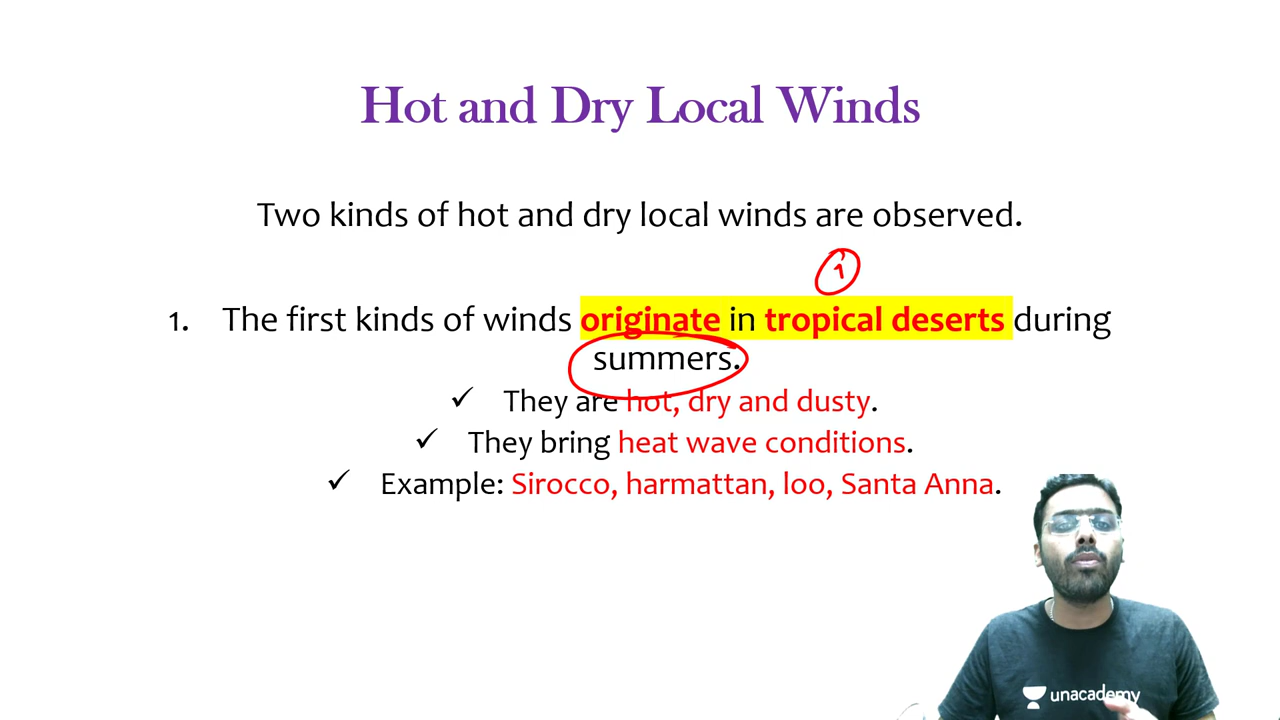 Hot and Dry Local Winds
Two kinds of hot and dry local winds are observed.
1
1. The first kinds of winds originate in tropical deserts during
summers.
✓ They are hot, dry and dusty.
✓ They bring heat wave conditions.
✓ Example: Sirocco, harmattan, loo, Santa Anna.
unacademy